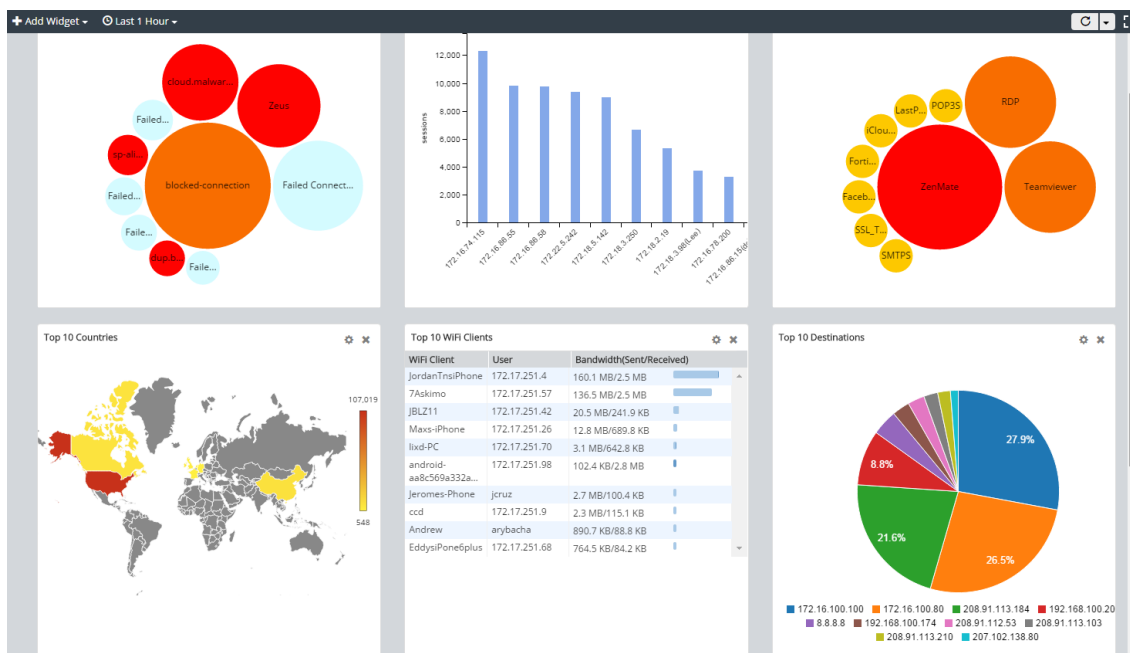 Add Widget
Last 1 Hour
cloud.malwar...
Zeus
Failed...
sp-ali...
blocked-connection
Failed Connect...
Failed...
Faile...
dup.b...
Faile...
12,000
10,000
8,000
6,000
4,000
2,000
0
sessions
172.16.74.115
172.16.86.55
172.16.86.58
172.22.5.242
172.18.5.142
172.18.3.250
172.18.2.19
172.18.3.98(Lee)
172.16.78.200
LastP...
POP3S
RDP
iClou...
Forti...
ZenMate
Teamviewer
Faceb...
SSL_T...
SMTPS
Top 10 Countries
107,019
548
Top 10 WiFi Clients
WiFi Client User Bandwidth(Sent/Received)
JordanTnsiPhone 172.17.251.4 160.1 MB/2.5 MB
7Askimo 172.17.251.57 136.5 MB/2.5 MB
JBLZ11 172.17.251.42 20.5 MB/241.9 KB
Maxs-iPhone 172.17.251.26 12.8 MB/689.8 KB
lixd-PC 172.17.251.70 3.1 MB/642.8 KB
android-
aa8c569a332a... 172.17.251.98 102.4 KB/2.8 MB
Jeromes-Phone jcruz 2.7 MB/100.4 KB
ccd 172.17.251.9 2.3 MB/115.1 KB
Andrew arybacha 890.7 KB/88.8 KB
EddysiPone6plus 172.17.251.68 764.5 KB/84.2 KB
Top 10 Destinations
27.9%
8.8%
21.6%
26.5%
172.16.100.100 172.16.100.80 208.91.113.184 192.168.100.20
8.8.8.8 192.168.100.174 208.91.112.53 208.91.113.103
208.91.113.210 207.102.138.80